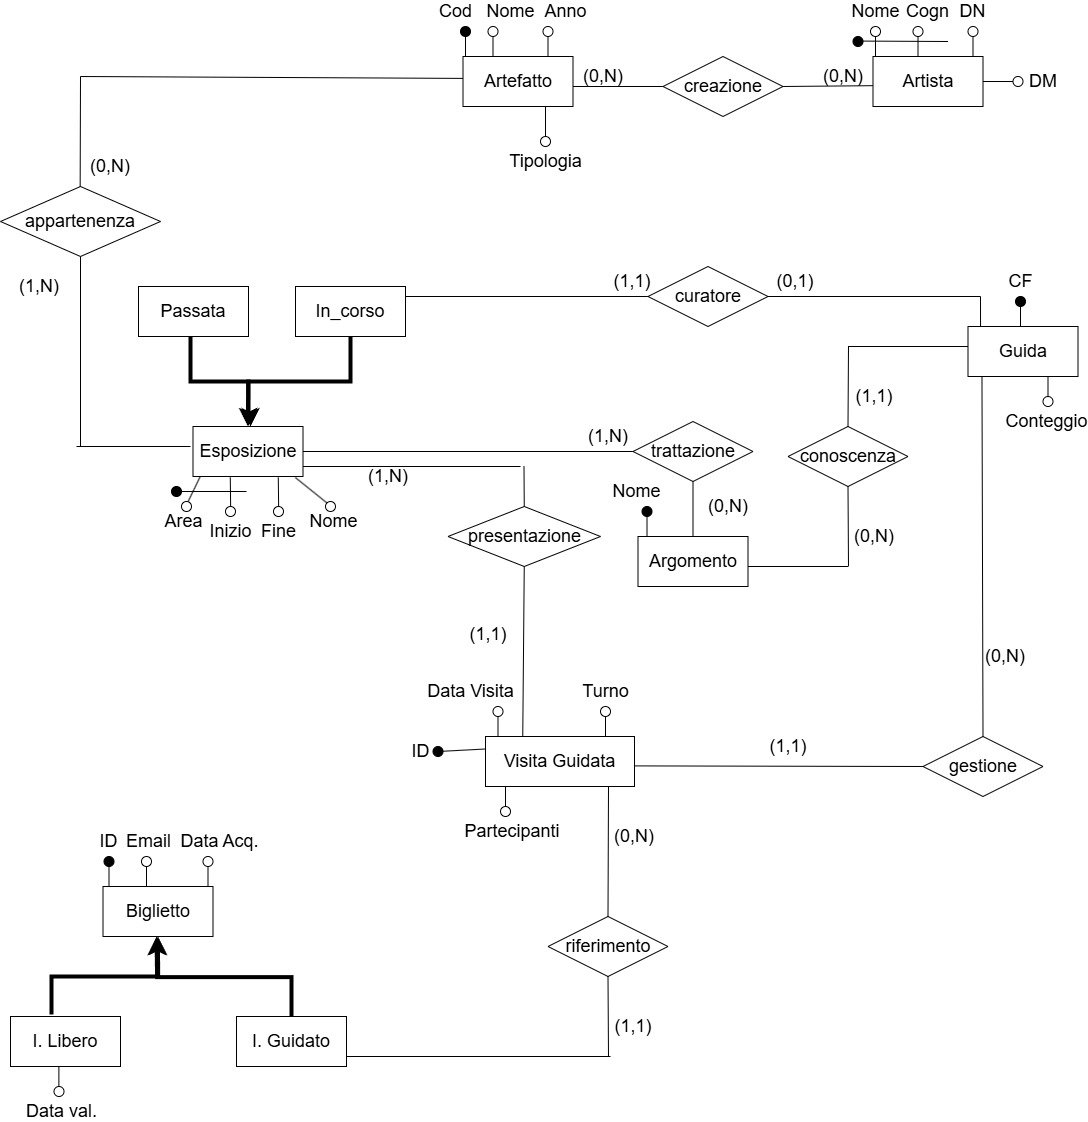 Cod Nome Anno
Nome Cogn DN
Artefatto
(0,N)
creazione
(0,N)
Artista
DM
Tipologia
(0,N)
appartenenza
(1,N)
Passata
In_corso
(1,1)
curatore
(0,1)
CF
Guida
Conteggio
(1,1)
Esposizione
(1,N)
trattazione
conoscenza
(1,N)
Area
Inizio
Fine
Nome
Nome
(0,N)
presentazione
Argomento
(0,N)
(1,1)
(0,N)
Data Visita
Turno
ID
Visita Guidata
(1,1)
gestione
Partecipanti
(0,N)
ID Email Data Acq.
Biglietto
riferimento
(1,1)
I. Libero
I. Guidato
Data val.